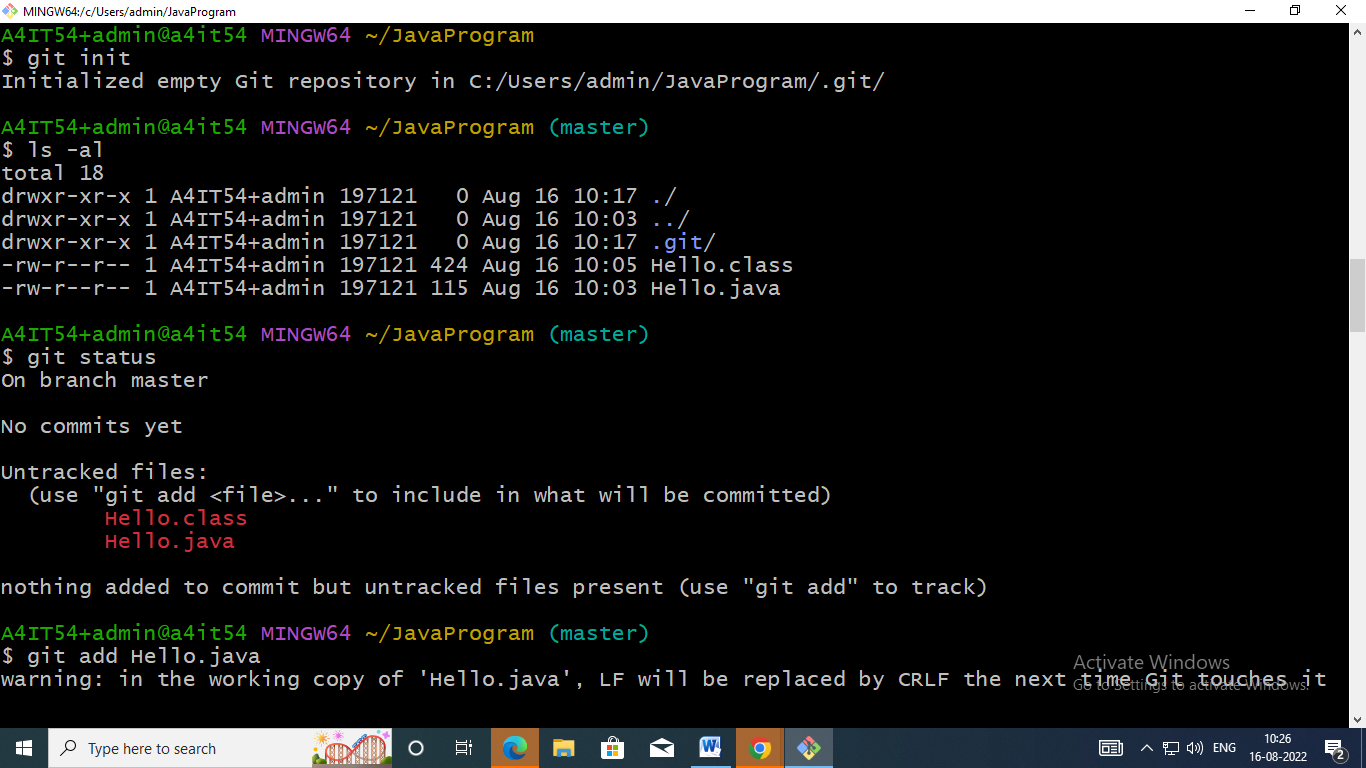 MINGW64:/c/Users/admin/JavaProgram
A4IT54+admin@a4it54 MINGW64 ~/JavaProgram
$ git init
Initialized empty Git repository in C:/Users/admin/JavaProgram/.git/
A4IT54+admin@a4it54 MINGW64 ~/JavaProgram (master)
$ ls -al
total 18
drwxr-xr-x 1 A4IT54+admin 197121   0 Aug 16 10:17 ./
drwxr-xr-x 1 A4IT54+admin 197121   0 Aug 16 10:03 ../
drwxr-xr-x 1 A4IT54+admin 197121   0 Aug 16 10:17 .git/
-rw-r--r-- 1 A4IT54+admin 197121 424 Aug 16 10:05 Hello.class
-rw-r--r-- 1 A4IT54+admin 197121 115 Aug 16 10:03 Hello.java
A4IT54+admin@a4it54 MINGW64 ~/JavaProgram (master)
$ git status
On branch master
No commits yet
Untracked files:
  (use "git add <file>..." to include in what will be committed)
        Hello.class
        Hello.java
nothing added to commit but untracked files present (use "git add" to track)
A4IT54+admin@a4it54 MINGW64 ~/JavaProgram (master)
$ git add Hello.java
warning: in the working copy of 'Hello.java', LF will be replaced by CRLF the next time Git touches it
Activate Windows
Go to Settings to activate Windows.
Type here to search
W
ENG
10:26
16-08-2022
2